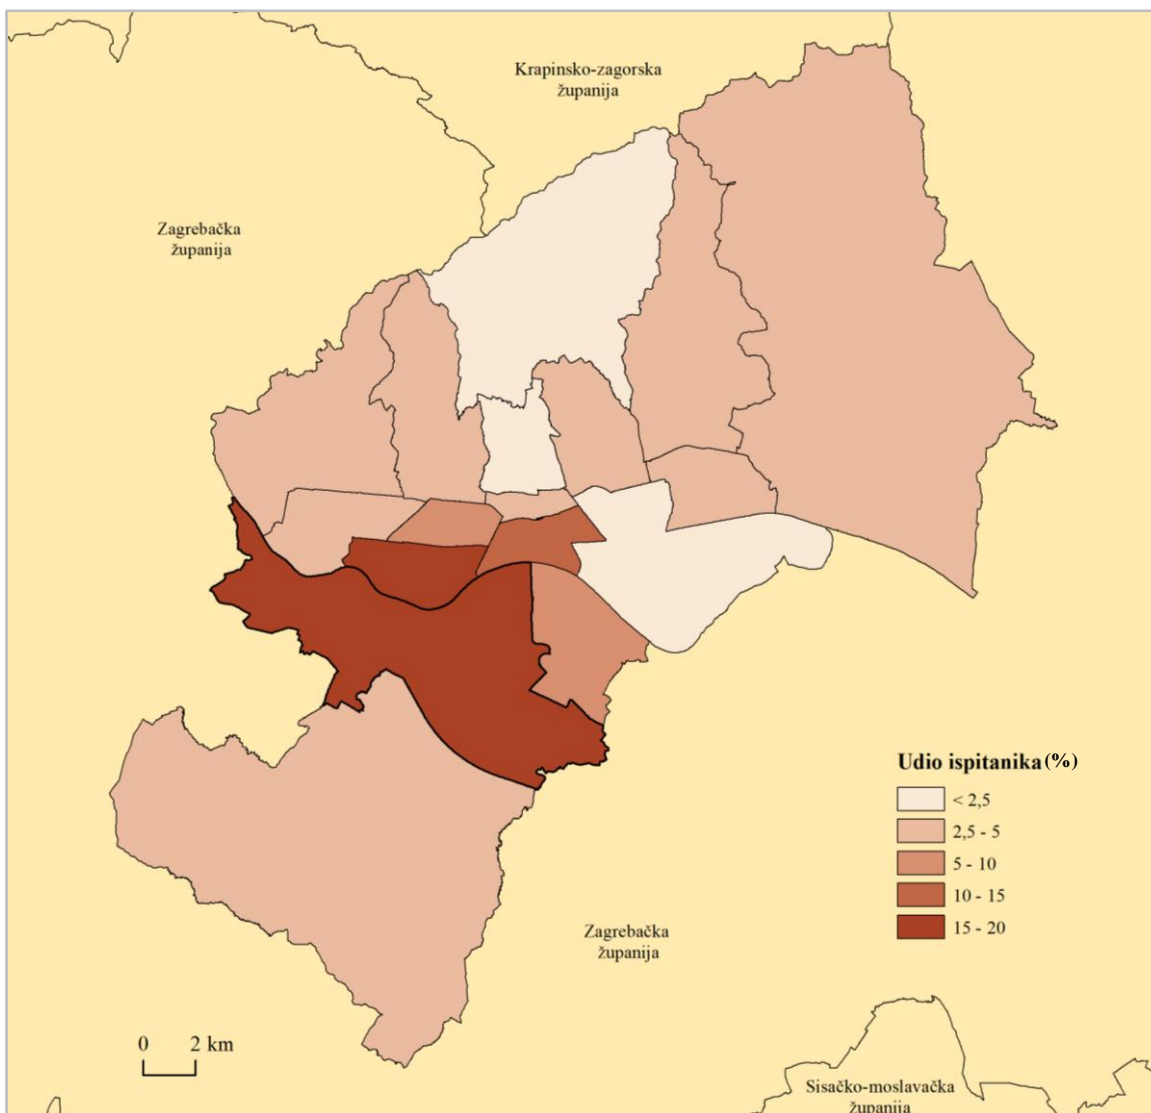 Krapinsko-zagorska
županija
Zagrebačka
županija
Udio ispitanika (%)
< 2,5
2,5 - 5
5 - 10
10 - 15
15 - 20
Zagrebačka
županija
0 2 km
Sisačko-moslavačka
županija